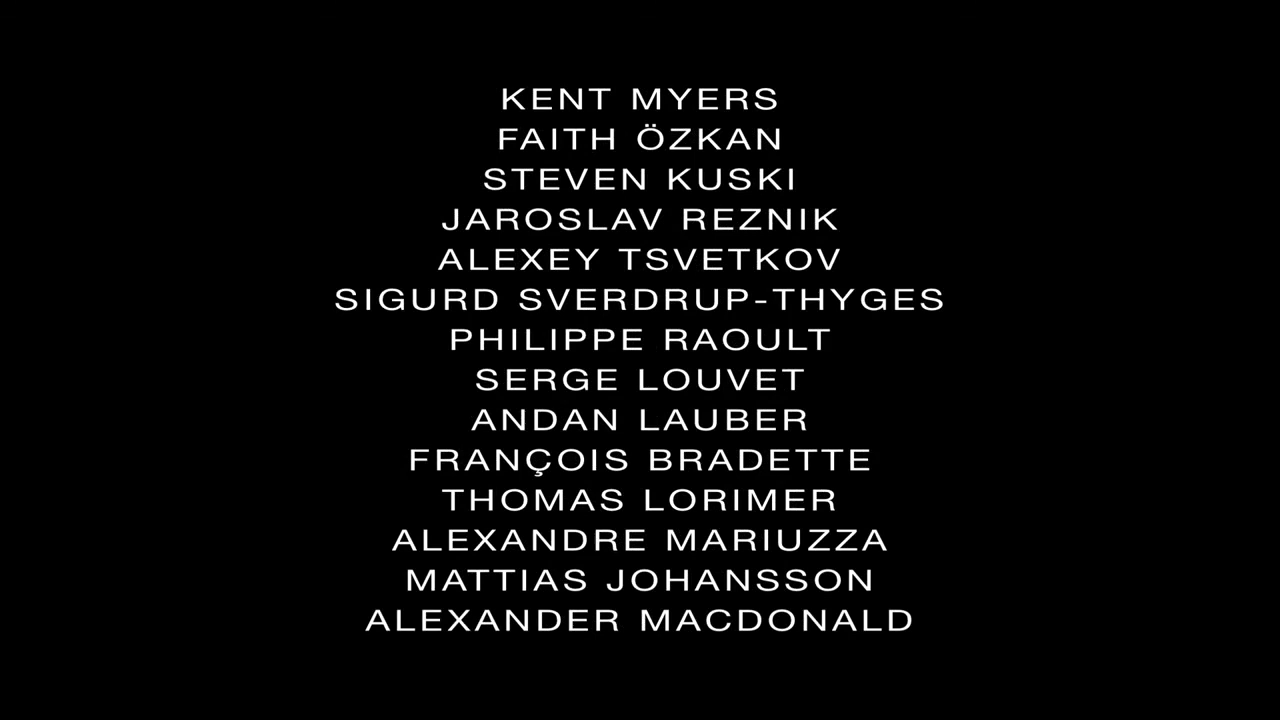 KENT MYERS
FAITH ÖZKAN
STEVEN KUSKI
JAROSLAV REZNIK
ALEXEY TSVETKOV
SIGURD SVERDRUP-THYGES
PHILIPPE RAOULT
SERGE LOUVET
ANDAN LAUBER
FRANÇOIS BRADETTE
THOMAS LORIMER
ALEXANDRE MARIUZZA
MATTIAS JOHANSSON
ALEXANDER MACDONALD